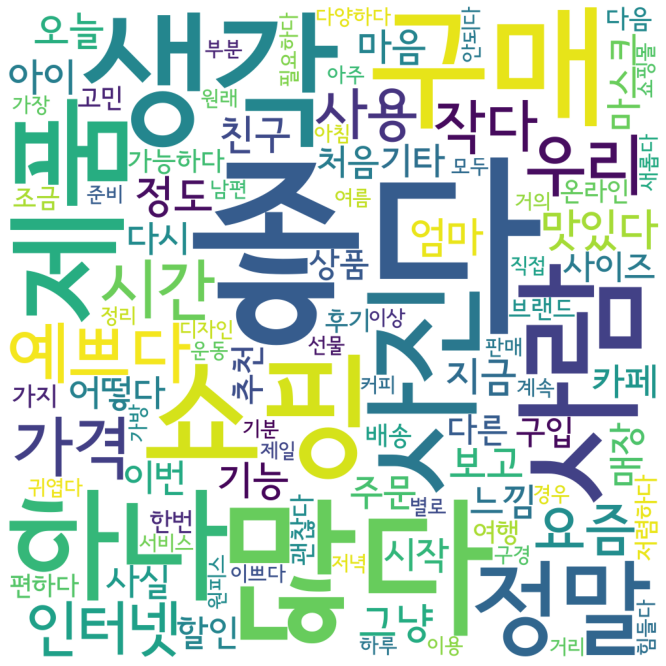 오늘
부분
생각
다양하다
필요하다
마음
안되다
구매
다음
쇼핑몰
마스크
아이
가장
고민
원래
아주
사용
작다
우리
새롭다
제품
친구
아침
가능하다
처음
기타
모두
조금
준비
정도
남편
여름
좋다
거의
온라인
맛있다
다시
엄마
시간
상품
직접
사이즈
예쁘다
정리
디자인
운동
후기
이상
사진
브랜드
사람
어떻다
추천
선물
판매
가지
가방
쇼핑
커피
지금
계속
카페
가격
기분
제일
배송
다른
구입
매장
이번
기능
보고
귀엽다
주문
느낌
경우
저렴하다
한번
서비스
괜찮다
별로
여행
요즘
많다
시작
구경
편하다
사실
원피스
이쁘다
저녁
정말
인터넷
할인
그냥
하루
이용
거리
힘들다